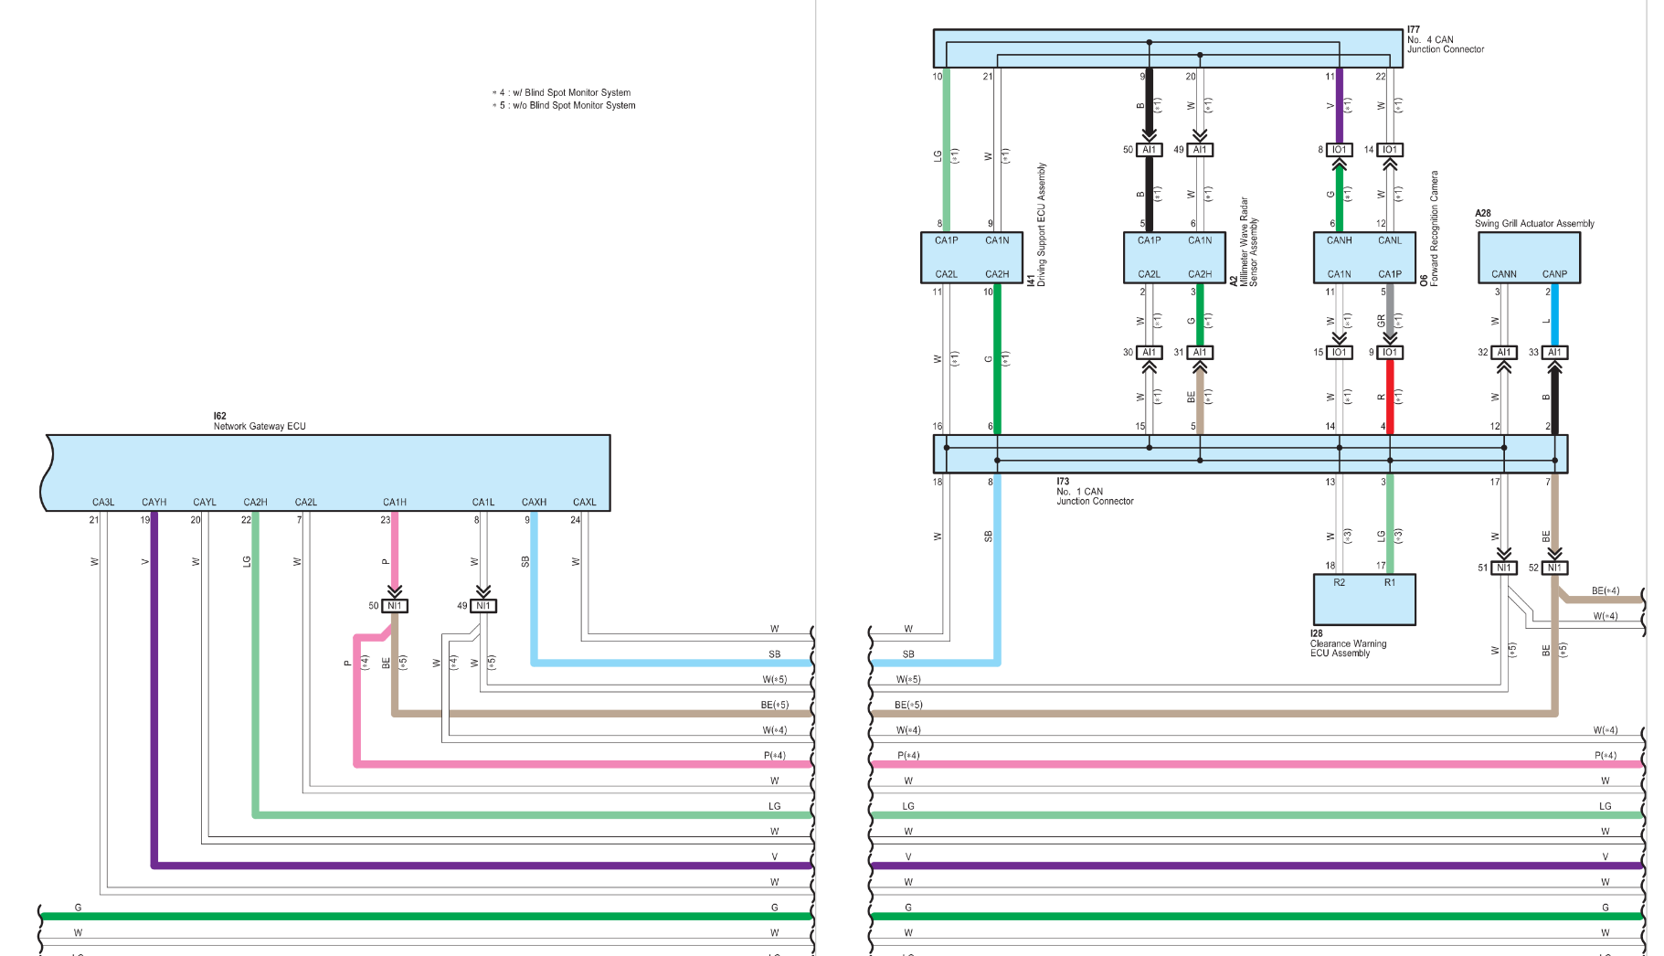 I77
No. 4 CAN
Junction Connector
* 4 : w/ Blind Spot Monitor System
* 5 : w/o Blind Spot Monitor System
10 21 9 20 11 22
B (*1) W (*1) V (*1) W (*1)
LG (*1) W (*1)
50 AI1 49 AI1 8 IO1 14 IO1
B (*1) W (*1) G (*1) W (*1)
8 9 5 6 6 12
A28
Swing Grill Actuator Assembly
CA1P CA1N CA1P CA1N CANH CANL
CA2L CA2H CA2L CA2H CA1N CA1P CANN CANP
I41
Driving Support ECU Assembly
A2
Millimeter Wave Radar
Sensor Assembly
O6
Forward Recognition Camera
11 10 2 3 11 5 3 2
W (*1) G (*1) W (*1) GR (*1) W L
30 AI1 31 AI1 15 IO1 9 IO1 32 AI1 33 AI1
W (*1) G (*1)
W (*1) BE (*1) W (*1) R (*1) W B
16 6 15 5 14 4 12 2
I62
Network Gateway ECU
18 8 13 3 17 7
I73
No. 1 CAN
Junction Connector
CA3L CAYH CAYL CA2H CA2L CA1H CA1L CAXH CAXL
21 19 20 22 7 23 8 9 24
W V W LG W P W SB W
W SB W (*3) LG (*3) W BE
18 17 51 NI1 52 NI1
R2 R1
I28
Clearance Warning
ECU Assembly
50 NI1 49 NI1
BE(*4)
W(*4)
P (*4) BE (*5) W (*4) W (*5)
W (*5) BE (*5)
W W
SB SB
W(*5) W(*5)
BE(*5) BE(*5)
W(*4) W(*4) W(*4)
P(*4) P(*4) P(*4)
W W W
LG LG LG
W W W
V V V
W W W
G G G G
W W W W